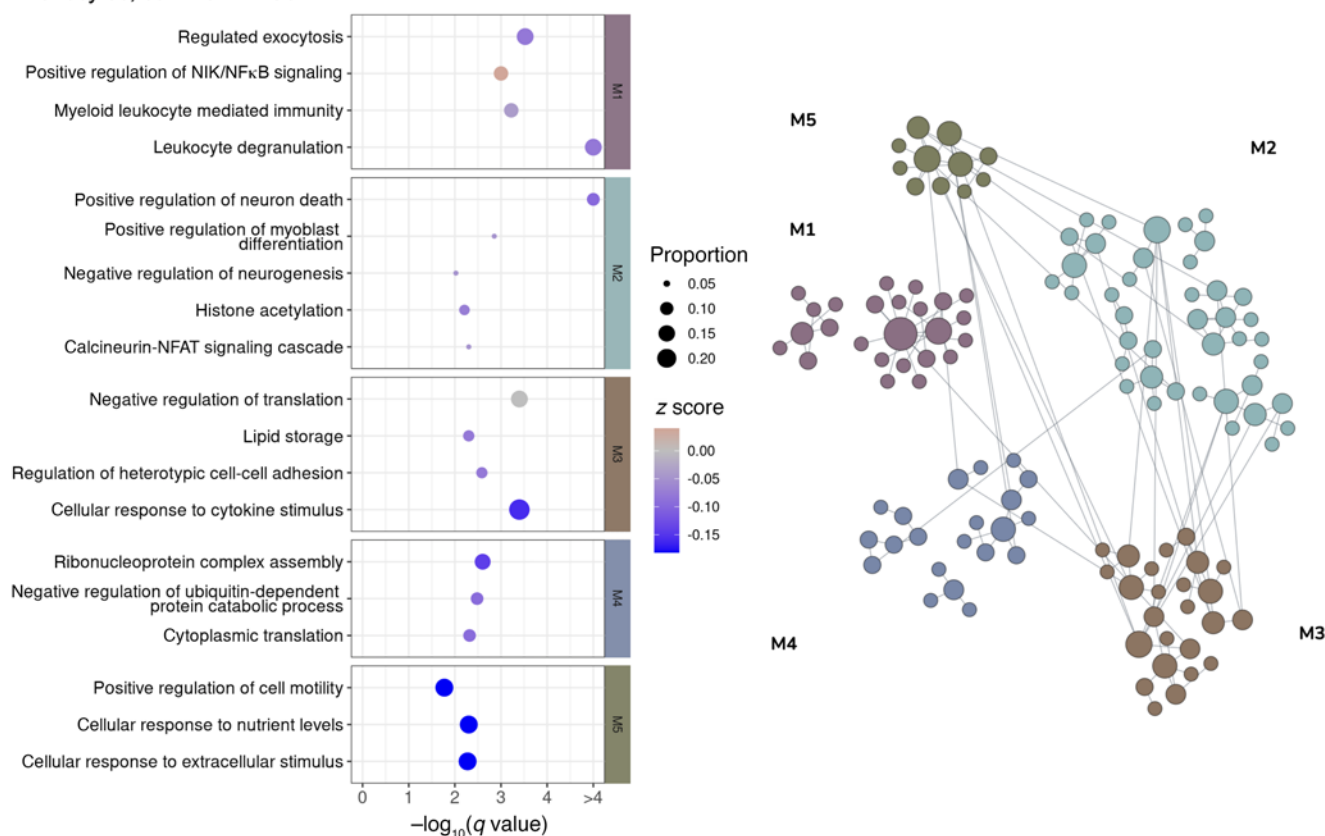 Regulated exocytosis
Positive regulation of NIK/NFκB signaling
Myeloid leukocyte mediated immunity
Leukocyte degranulation
M1
Positive regulation of neuron death
Positive regulation of myoblast
differentiation
Negative regulation of neurogenesis
Histone acetylation
Calcineurin-NFAT signaling cascade
M2
Negative regulation of translation
Lipid storage
Regulation of heterotypic cell-cell adhesion
Cellular response to cytokine stimulus
M3
Ribonucleoprotein complex assembly
Negative regulation of ubiquitin-dependent
protein catabolic process
Cytoplasmic translation
M4
Positive regulation of cell motility
Cellular response to nutrient levels
Cellular response to extracellular stimulus
M5
0 1 2 3 4 >4
–log10(q value)
Proportion
0.05
0.10
0.15
0.20
z score
0.00
-0.05
-0.10
-0.15
M5
M2
M1
M4
M3